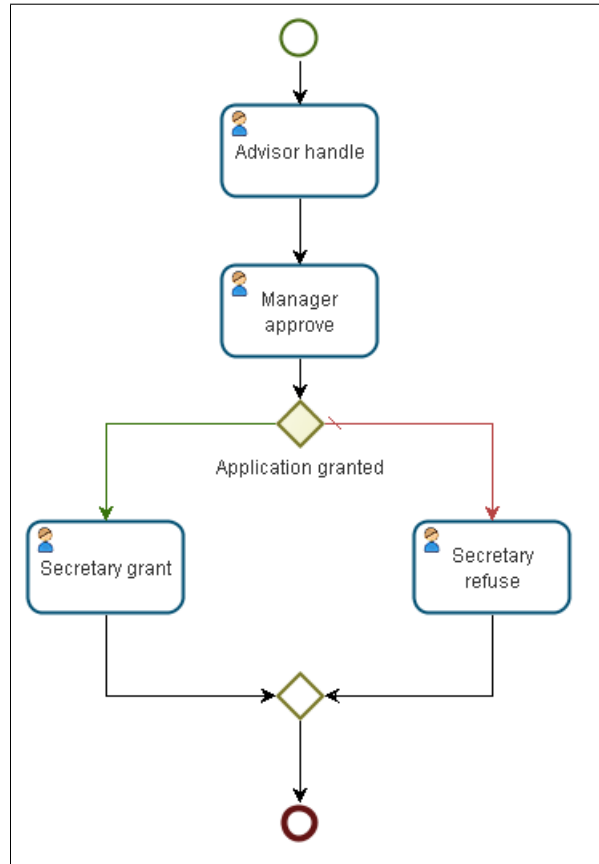 Advisor handle
Manager
approve
Application granted
Secretary grant
Secretary
refuse